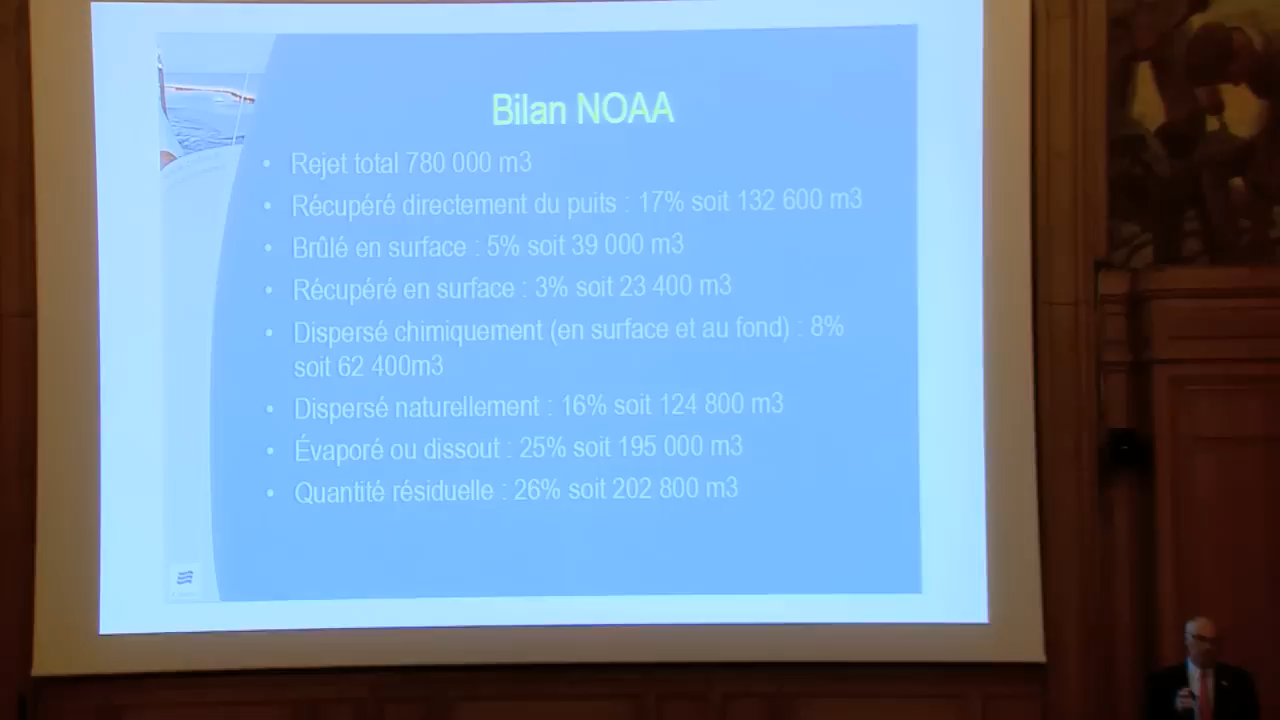 Bilan NOAA
• Rejet total 780 000 m3
• Récupéré directement du puits : 17% soit 132 600 m3
• Brûlé en surface : 5% soit 39 000 m3
• Récupéré en surface : 3% soit 23 400 m3
• Dispersé chimiquement (en surface et au fond) : 8%
soit 62 400m3
• Dispersé naturellement : 16% soit 124 800 m3
• Évaporé ou dissout : 25% soit 195 000 m3
• Quantité résiduelle : 26% soit 202 800 m3